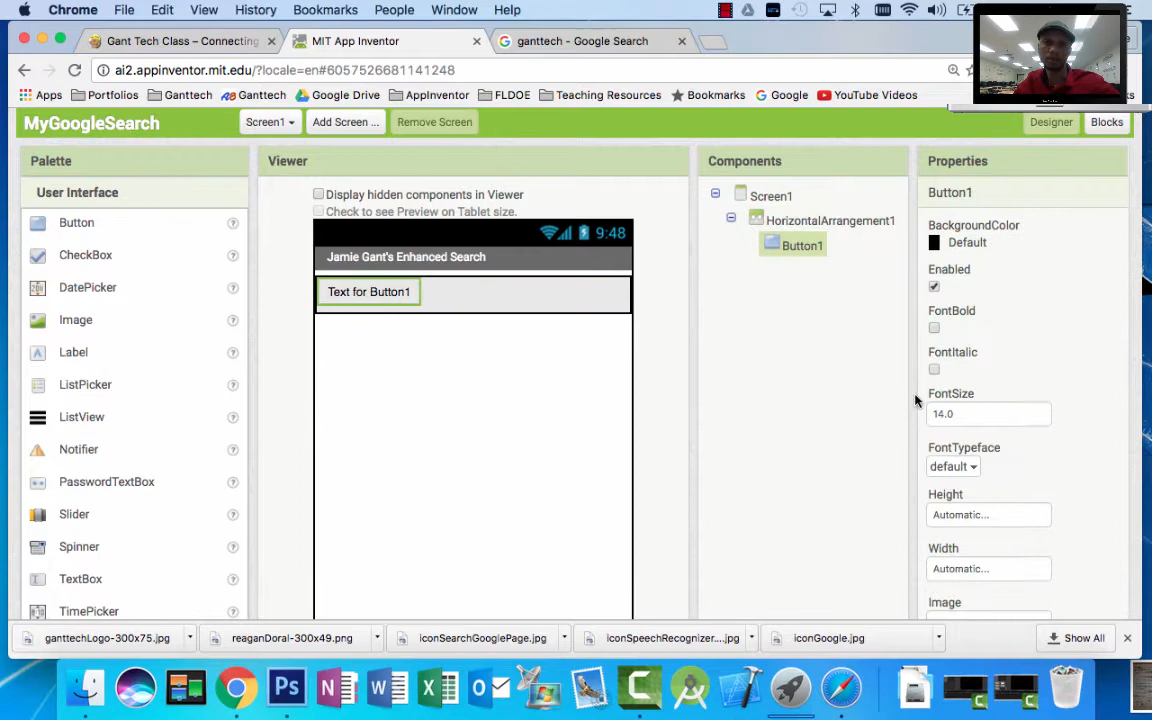 Chrome File Edit View History Bookmarks People Window Help
Gant Tech Class – Connecting
MIT App Inventor
ganttech - Google Search
ai2.appinventor.mit.edu/?locale=en#6057526681141248
Apps Portfolios Ganttech Ganttech Google Drive AppInventor FLDOE Teaching Resources Bookmarks Google YouTube Videos
MyGoogleSearch
Screen1
Add Screen ...
Remove Screen
Designer
Blocks
Palette
User Interface
Button
CheckBox
DatePicker
Image
Label
ListPicker
ListView
Notifier
PasswordTextBox
Slider
Spinner
TextBox
TimePicker
Viewer
Display hidden components in Viewer
Check to see Preview on Tablet size.
9:48
Jamie Gant's Enhanced Search
Text for Button1
Components
Screen1
HorizontalArrangement1
Button1
Properties
Button1
BackgroundColor
Default
Enabled
FontBold
FontItalic
FontSize
14.0
FontTypeface
default
Height
Automatic...
Width
Automatic...
Image
ganttechLogo-300x75.jpg
reaganDoral-300x49.png
iconSearchGooglePage.jpg
iconSpeechRecognizer....jpg
iconGoogle.jpg
Show All